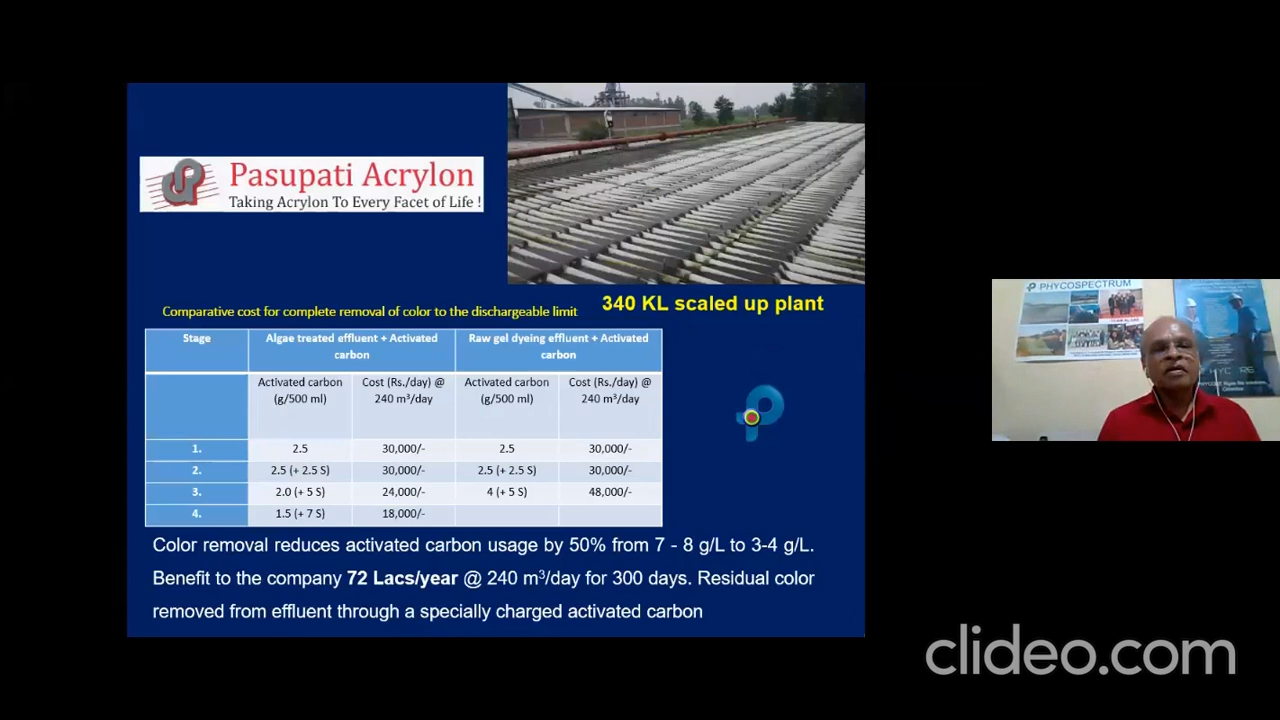 Pasupati Acrylon
Taking Acrylon To Every Facet of Life !
340 KL scaled up plant
Comparative cost for complete removal of color to the dischargeable limit
Stage
Algae treated effluent + Activated
carbon
Raw gel dyeing effluent + Activated
carbon
Activated carbon
(g/500 ml)
Cost (Rs./day) @
240 m³/day
Activated carbon
(g/500 ml)
Cost (Rs./day) @
240 m³/day
1. 2.5 30,000/- 2.5 30,000/-
2. 2.5 (+ 2.5 S) 30,000/- 2.5 (+ 2.5 S) 30,000/-
3. 2.0 (+ 5 S) 24,000/- 4 (+ 5 S) 48,000/-
4. 1.5 (+ 7 S) 18,000/-
Color removal reduces activated carbon usage by 50% from 7 - 8 g/L to 3-4 g/L.
Benefit to the company 72 Lacs/year @ 240 m³/day for 300 days. Residual color
removed from effluent through a specially charged activated carbon
PHYCOSPECTRUM
clideo.com